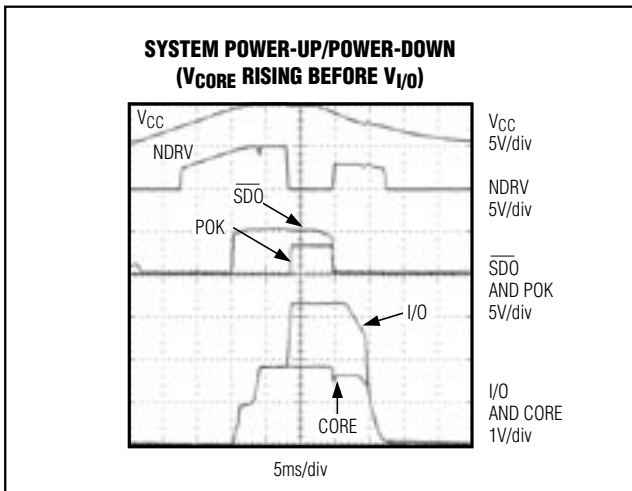 SYSTEM POWER-UP/POWER-DOWN
(VCORE RISING BEFORE VI/O)
VCC
NDRV
SDO
POK
I/O
CORE
VCC
5V/div
NDRV
5V/div
SDO
AND POK
5V/div
I/O
AND CORE
1V/div
5ms/div